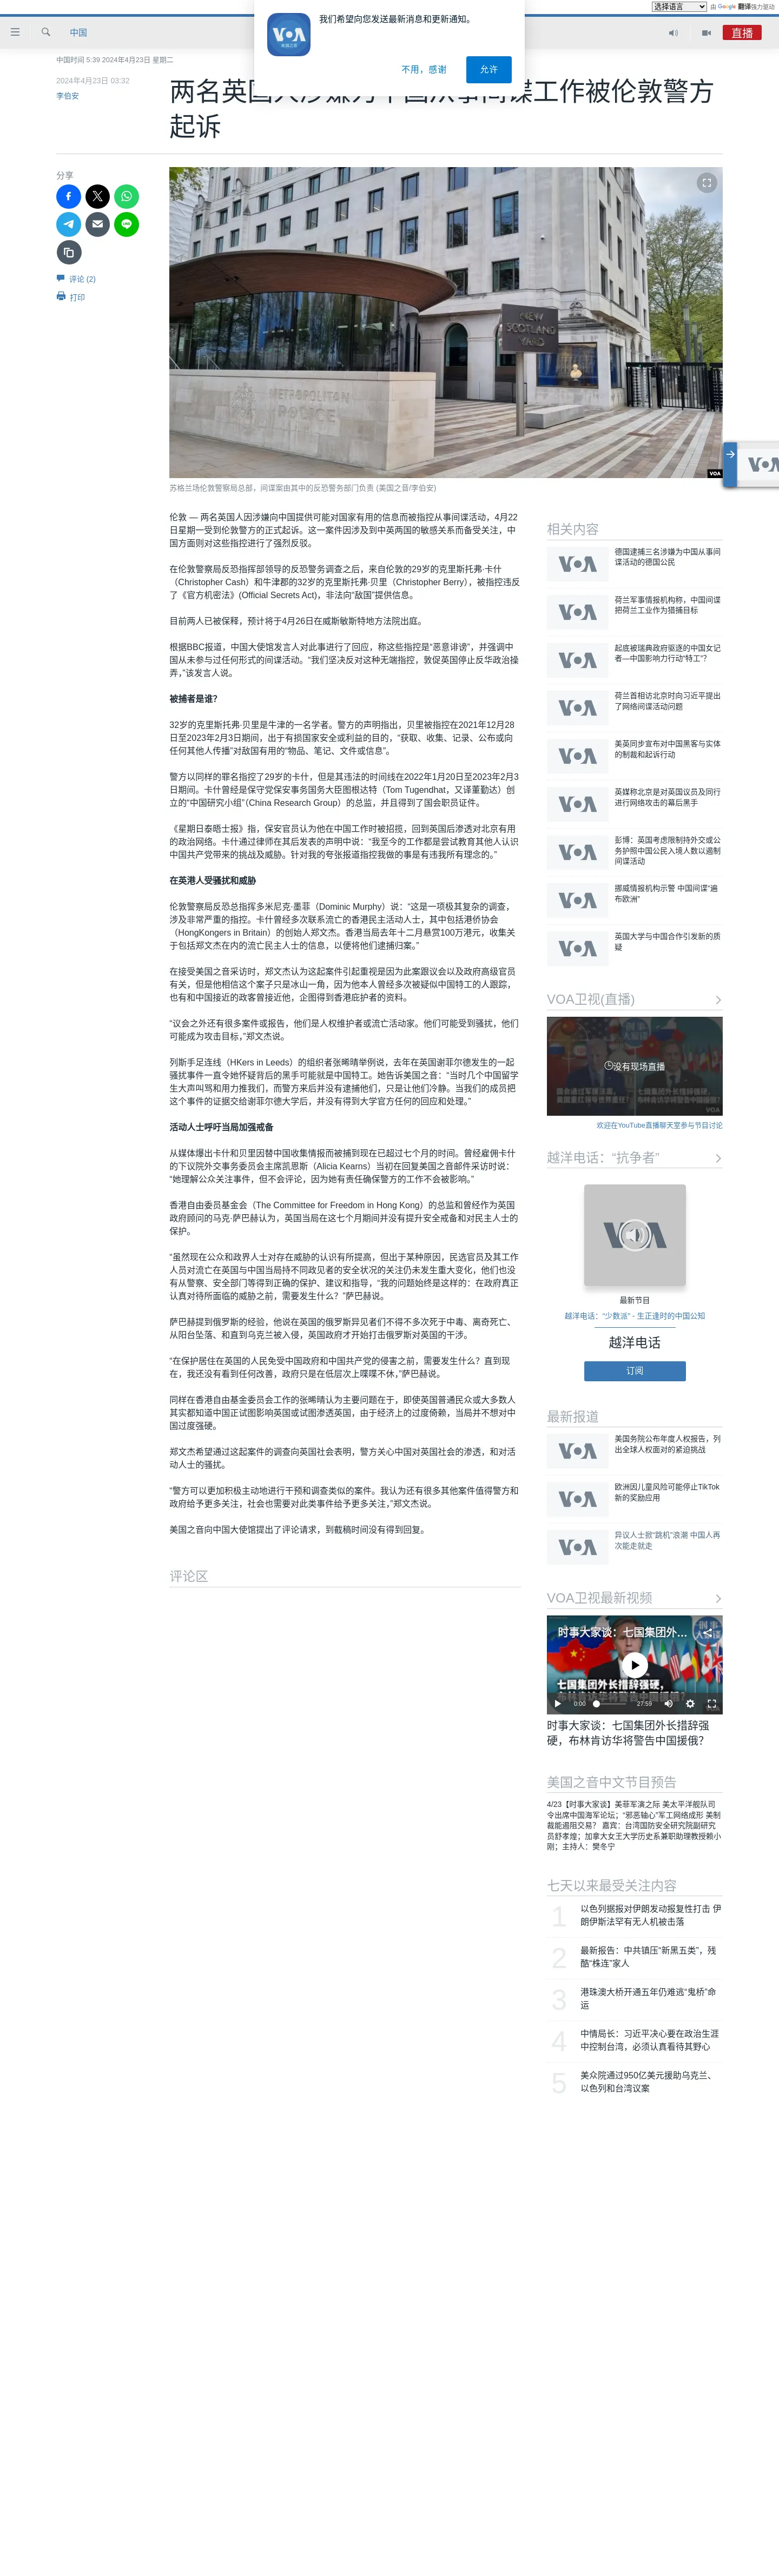 选择语言 由 Google 翻译强力驱动
我们希望向您发送最新消息和更新通知。
不用，感谢
允许
中国
直播
中国时间 5:39 2024年4月23日 星期二
2024年4月23日 03:32
李伯安
起诉
分享
评论 (2)
打印
NEW SCOTLAND YARD
METROPOLITAN POLICE
VOA
苏格兰场伦敦警察局总部，间谍案由其中的反恐警务部门负责 (美国之音/李伯安)
伦敦 — 两名英国人因涉嫌向中国提供可能对国家有用的信息而被指控从事间谍活动，4月22
日星期一受到伦敦警方的正式起诉。这一案件因涉及到中英两国的敏感关系而备受关注，中
国方面则对这些指控进行了强烈反驳。
在伦敦警察局反恐指挥部领导的反恐警务调查之后，来自伦敦的29岁的克里斯托弗·卡什
（Christopher Cash）和牛津郡的32岁的克里斯托弗·贝里（Christopher Berry），被指控违反
了《官方机密法》(Official Secrets Act)，非法向“敌国”提供信息。
目前两人已被保释，预计将于4月26日在威斯敏斯特地方法院出庭。
根据BBC报道，中国大使馆发言人对此事进行了回应，称这些指控是“恶意诽谤”，并强调中
国从未参与过任何形式的间谍活动。“我们坚决反对这种无端指控，敦促英国停止反华政治操
弄，”该发言人说。
被捕者是谁？
32岁的克里斯托弗·贝里是牛津的一名学者。警方的声明指出，贝里被指控在2021年12月28
日至2023年2月3日期间，出于有损国家安全或利益的目的，“获取、收集、记录、公布或向
任何其他人传播”对敌国有用的“物品、笔记、文件或信息”。
警方以同样的罪名指控了29岁的卡什，但是其违法的时间线在2022年1月20日至2023年2月3
日期间。卡什曾经是保守党保安事务国务大臣图根达特（Tom Tugendhat，又译董勤达）创
立的“中国研究小组”（China Research Group）的总监，并且得到了国会职员证件。
《星期日泰晤士报》指，保安官员认为他在中国工作时被招揽，回到英国后渗透对北京有用
的政治网络。卡什通过律师在其后发表的声明中说：“我至今的工作都是尝试教育其他人认识
中国共产党带来的挑战及威胁。针对我的夸张报道指控我做的事是有违我所有理念的。”
在英港人受骚扰和威胁
伦敦警察局反恐总指挥多米尼克·墨菲（Dominic Murphy）说：“这是一项极其复杂的调查，
涉及非常严重的指控。卡什曾经多次联系流亡的香港民主活动人士，其中包括港侨协会
（HongKongers in Britain）的创始人郑文杰。香港当局去年十二月悬赏100万港元，收集关
于包括郑文杰在内的流亡民主人士的信息，以便将他们逮捕归案。”
在接受美国之音采访时，郑文杰认为这起案件引起重视是因为此案跟议会以及政府高级官员
有关，但是他相信这个案子只是冰山一角，因为他本人曾经多次被疑似中国特工的人跟踪，
也有和中国接近的政客曾接近他，企图得到香港庇护者的资料。
“议会之外还有很多案件或报告，他们是人权维护者或流亡活动家。他们可能受到骚扰，他们
可能成为攻击目标，”郑文杰说。
列斯手足连线（HKers in Leeds）的组织者张晞晴举例说，去年在英国谢菲尔德发生的一起
骚扰事件一直令她怀疑背后的黑手可能就是中国特工。她告诉美国之音：“当时几个中国留学
生大声叫骂和用力推我们，而警方来后并没有逮捕他们，只是让他们冷静。当我们的成员把
这个事件的证据交给谢菲尔德大学后，并没有得到大学官方任何的回应和处理。”
活动人士呼吁当局加强戒备
从媒体爆出卡什和贝里因替中国收集情报而被捕到现在已超过七个月的时间。曾经雇佣卡什
的下议院外交事务委员会主席凯恩斯（Alicia Kearns）当初在回复美国之音邮件采访时说：
“她理解公众关注事件，但不会评论，因为她有责任确保警方的工作不会被影响。”
香港自由委员基金会（The Committee for Freedom in Hong Kong）的总监和曾经作为英国
政府顾问的马克·萨巴赫认为，英国当局在这七个月期间并没有提升安全戒备和对民主人士的
保护。
“虽然现在公众和政界人士对存在威胁的认识有所提高，但出于某种原因，民选官员及其工作
人员对流亡在英国与中国当局持不同政见者的安全状况的关注仍未发生重大变化，他们也没
有从警察、安全部门等得到正确的保护、建议和指导，“我的问题始终是这样的：在政府真正
认真对待所面临的威胁之前，需要发生什么？”萨巴赫说。
萨巴赫提到俄罗斯的经验，他说在英国的俄罗斯异见者们不得不多次死于中毒、离奇死亡、
从阳台坠落、和直到乌克兰被入侵，英国政府才开始打击俄罗斯对英国的干涉。
“在保护居住在英国的人民免受中国政府和中国共产党的侵害之前，需要发生什么？直到现
在，我还没有看到任何改善，政府只是在低层次上喋喋不休，”萨巴赫说。
同样在香港自由基金委员会工作的张晞晴认为主要问题在于，即使英国普通民众或大多数人
其实都知道中国正试图影响英国或试图渗透英国，由于经济上的过度倚赖，当局并不想对中
国过度强硬。
郑文杰希望通过这起案件的调查向英国社会表明，警方关心中国对英国社会的渗透，和对活
动人士的骚扰。
“警方可以更加积极主动地进行干预和调查类似的案件。我认为还有很多其他案件值得警方和
政府给予更多关注，社会也需要对此类事件给予更多关注，”郑文杰说。
美国之音向中国大使馆提出了评论请求，到截稿时间没有得到回复。
评论区
相关内容
德国逮捕三名涉嫌为中国从事间
谍活动的德国公民
荷兰军事情报机构称，中国间谍
把荷兰工业作为猎捕目标
起底被瑞典政府驱逐的中国女记
者—中国影响力行动“特工”？
荷兰首相访北京时向习近平提出
了网络间谍活动问题
美英同步宣布对中国黑客与实体
的制裁和起诉行动
英媒称北京是对英国议员及同行
进行网络攻击的幕后黑手
彭博：英国考虑限制持外交或公
务护照中国公民入境人数以遏制
间谍活动
挪威情报机构示警 中国间谍“遍
布欧洲”
英国大学与中国合作引发新的质
疑
VOA卫视(直播)
没有现场直播
欢迎在YouTube直播聊天室参与节目讨论
越洋电话：“抗争者”
VOA
最新节目
越洋电话：“少数派” - 生正逢时的中国公知
越洋电话
订阅
最新报道
美国务院公布年度人权报告，列
出全球人权面对的紧迫挑战
欧洲因儿童风险可能停止TikTok
新的奖励应用
异议人士掀“跳机”浪潮 中国人再
次能走就走
VOA卫视最新视频
时事大家谈：七国集团外...
七国集团外长措辞强硬，
0:00 27:59
时事大家谈：七国集团外长措辞强
硬，布林肯访华将警告中国援俄？
美国之音中文节目预告
4/23【时事大家谈】美菲军演之际 美太平洋舰队司
令出席中国海军论坛；“邪恶轴心”军工网络成形 美制
裁能遏阻交易？ 嘉宾：台湾国防安全研究院副研究
员舒孝煌；加拿大女王大学历史系兼职助理教授赖小
刚；主持人：樊冬宁
七天以来最受关注内容
1 以色列据报对伊朗发动报复性打击 伊
朗伊斯法罕有无人机被击落
2 最新报告：中共镇压“新黑五类”，残
酷“株连”家人
3 港珠澳大桥开通五年仍难逃“鬼桥”命
运
4 中情局长：习近平决心要在政治生涯
中控制台湾，必须认真看待其野心
5 美众院通过950亿美元援助乌克兰、
以色列和台湾议案